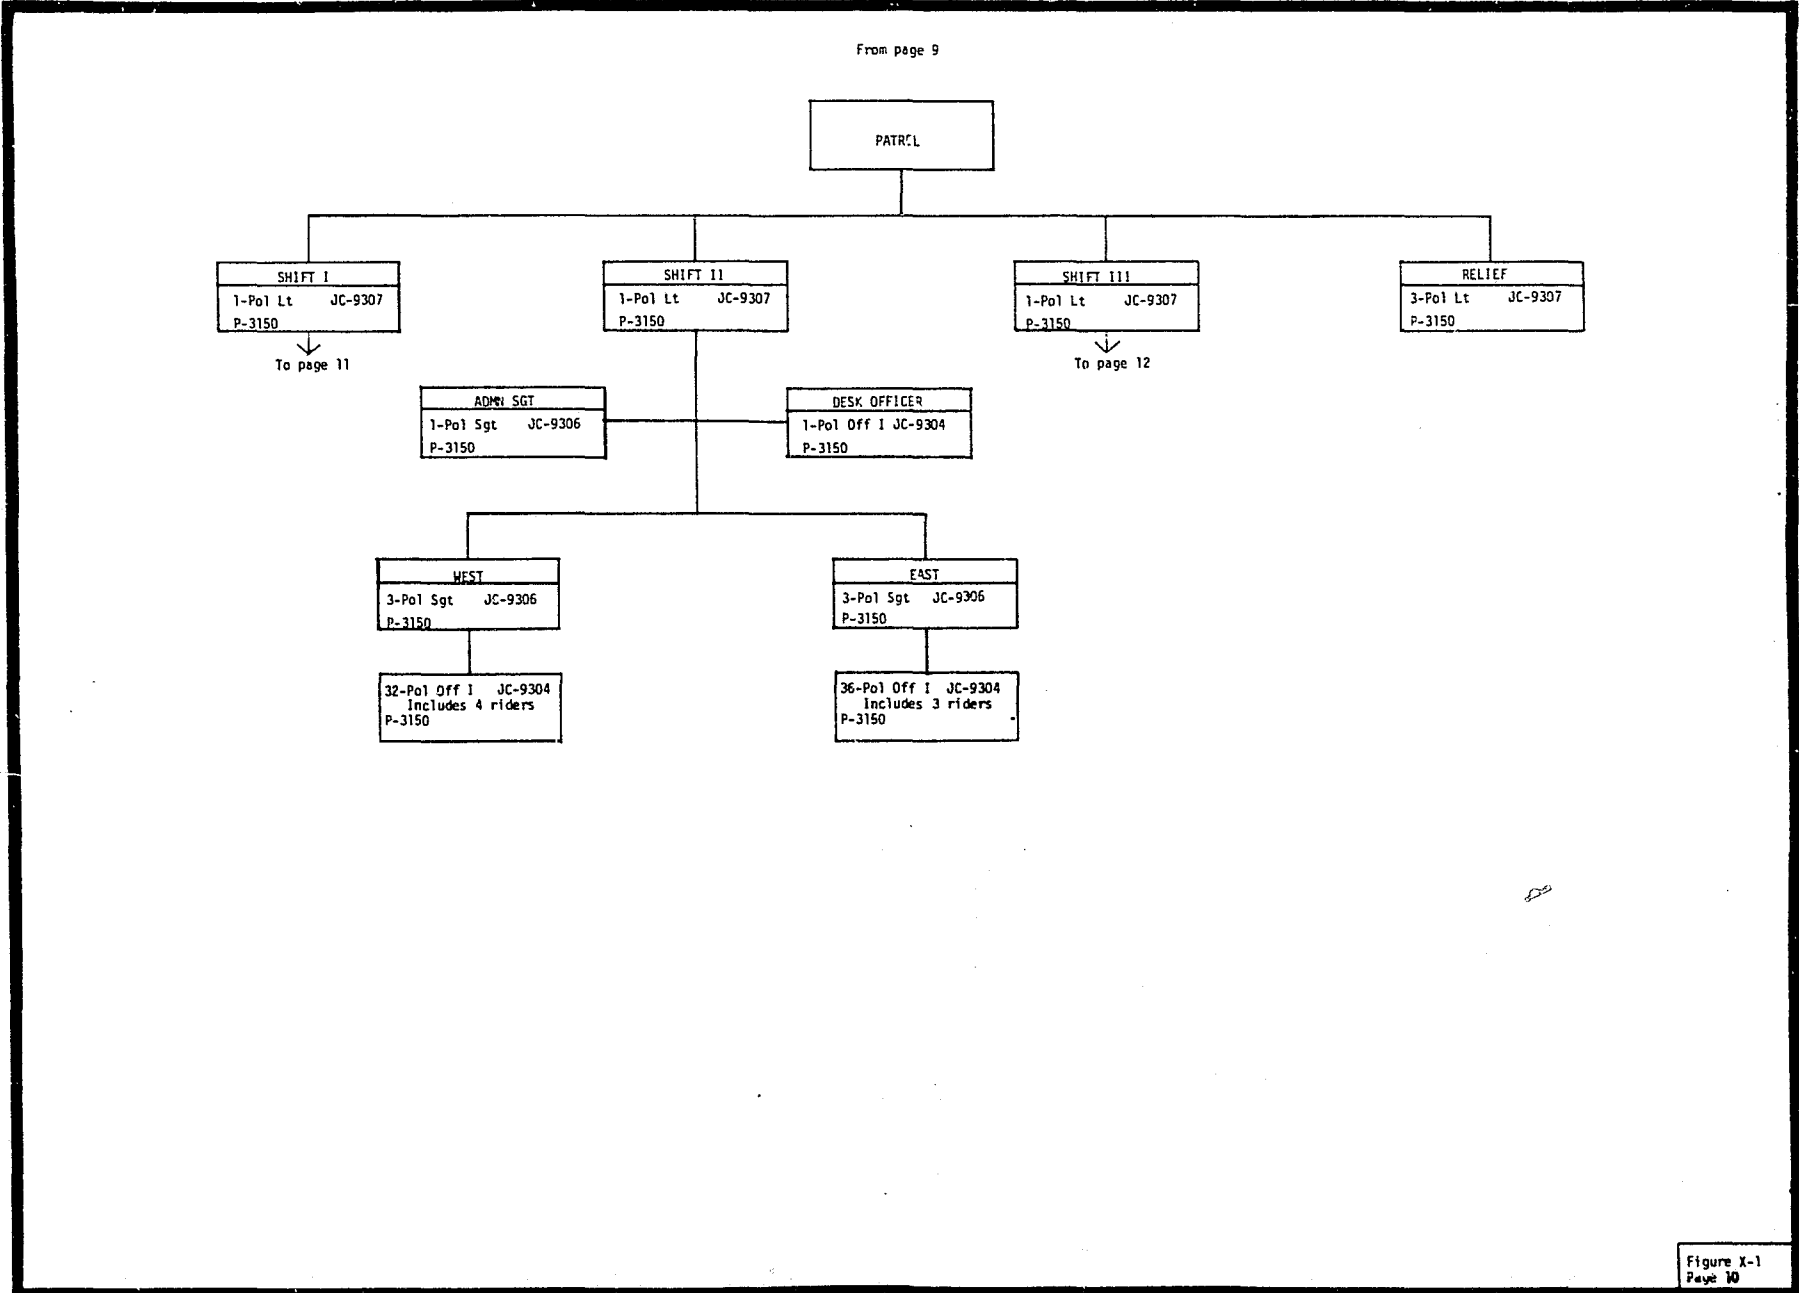 From page 9
PATROL
SHIFT I
1-Pol Lt JC-9307
P-3150
To page 11
SHIFT II
1-Pol Lt JC-9307
P-3150
SHIFT III
1-Pol Lt JC-9307
P-3150
To page 12
RELIEF
3-Pol Lt JC-9307
P-3150
ADMN SGT
1-Pol Sgt JC-9306
P-3150
DESK OFFICER
1-Pol Off I JC-9304
P-3150
WEST
3-Pol Sgt JC-9306
P-3150
32-Pol Off I JC-9304
Includes 4 riders
P-3150
EAST
3-Pol Sgt JC-9306
P-3150
36-Pol Off I JC-9304
Includes 3 riders
P-3150
Figure X-1
Page 10